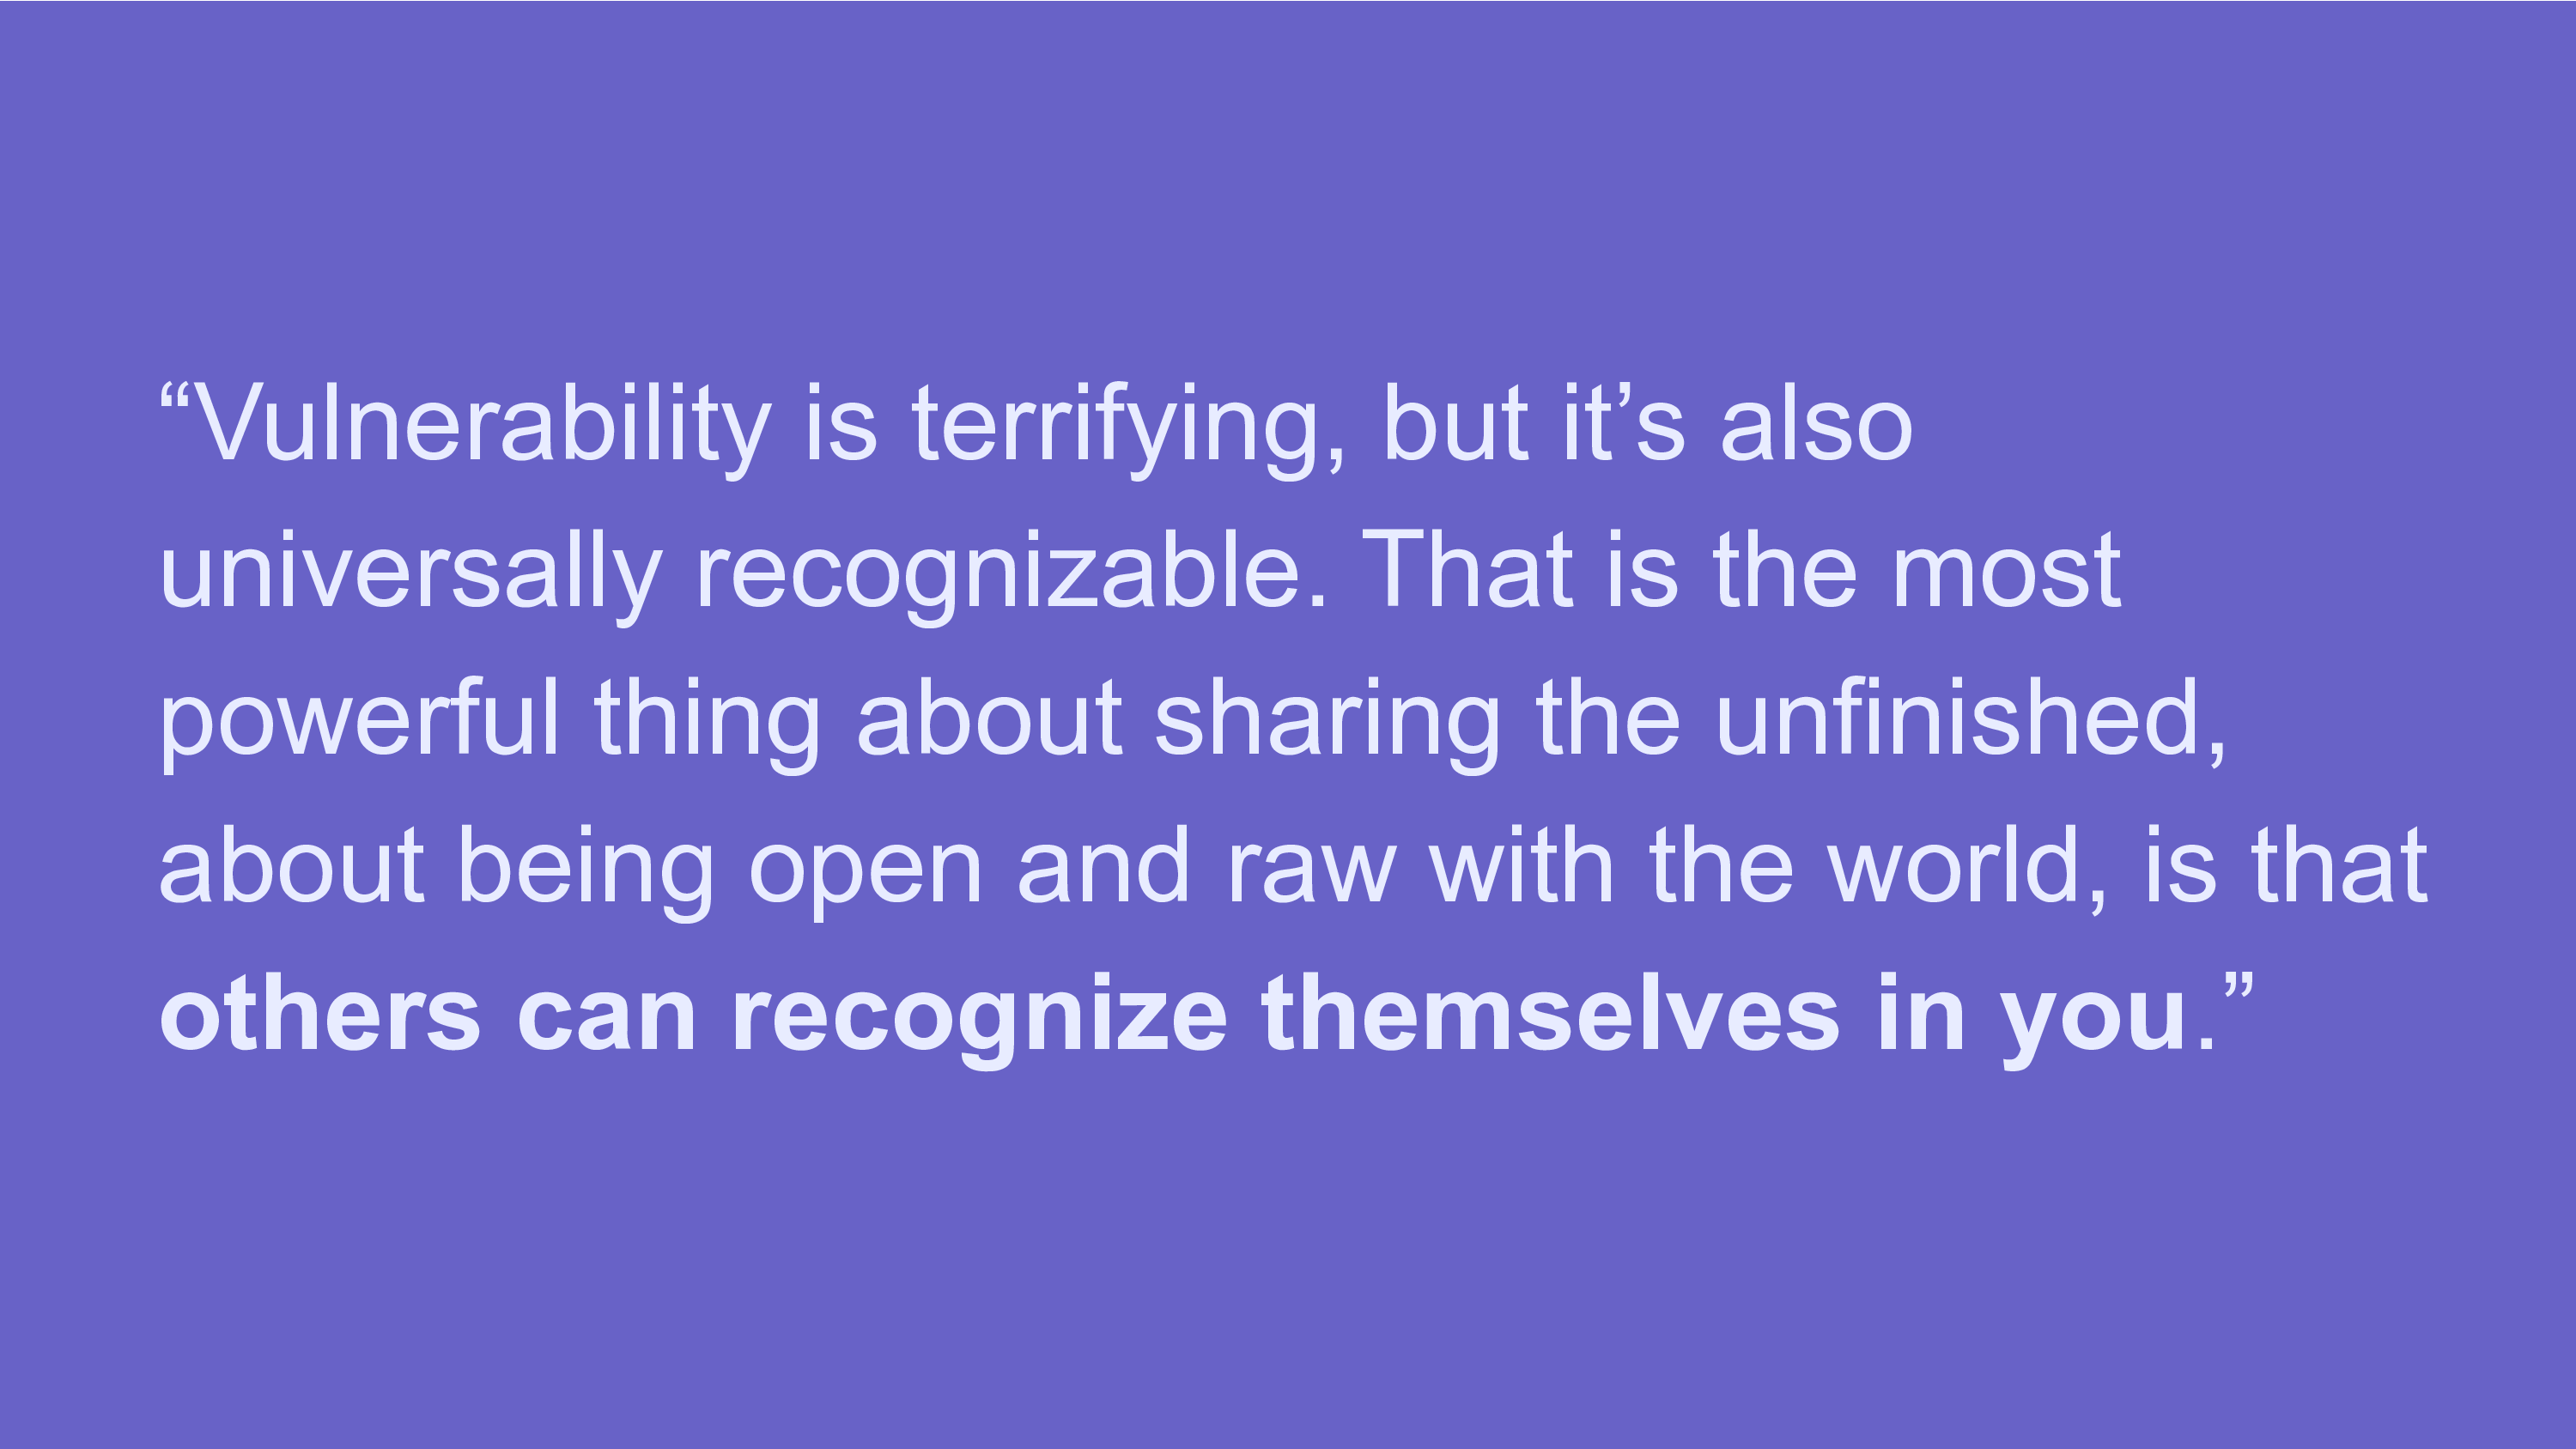 “Vulnerability is terrifying, but it’s also
universally recognizable. That is the most
powerful thing about sharing the unfinished,
about being open and raw with the world, is that
others can recognize themselves in you.”